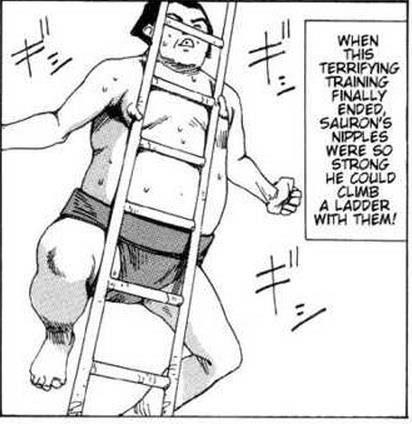 WHEN
THIS
TERRIFYING
TRAINING
FINALLY
ENDED,
SAURON'S
NIPPLES
WERE SO
STRONG
HE COULD
CLIMB
A LADDER
WITH THEM!
ギシ
ギシ
ギシ
ギシ